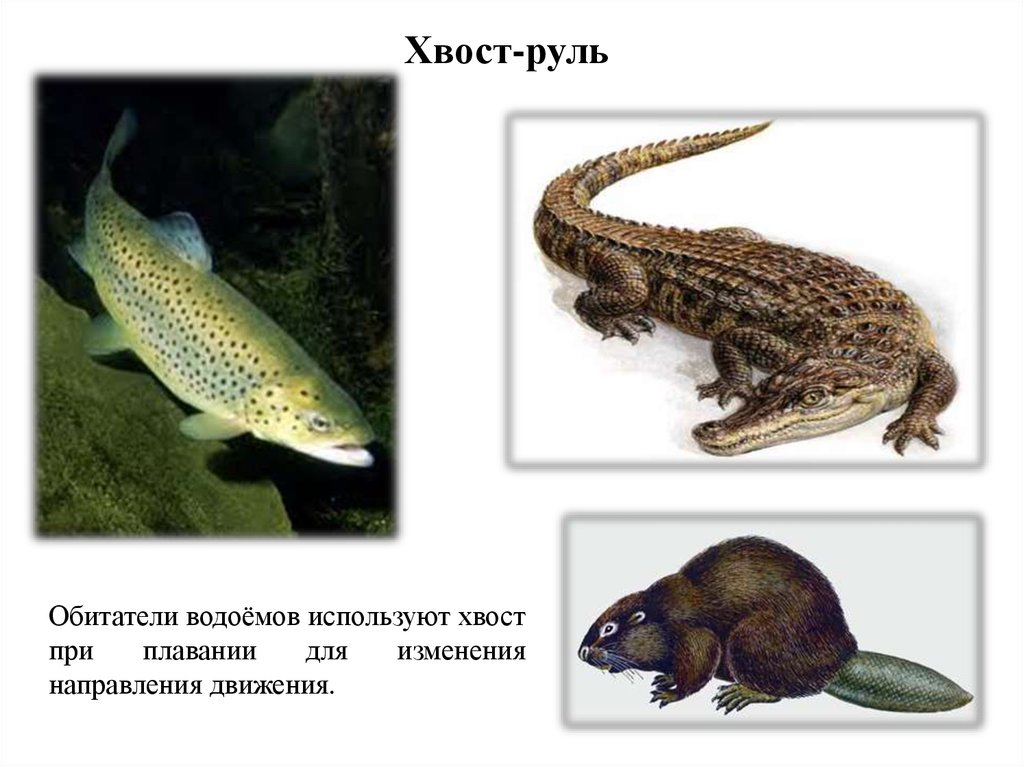 Хвост-руль
Обитатели водоёмов используют хвост
при плавании для изменения
направления движения.